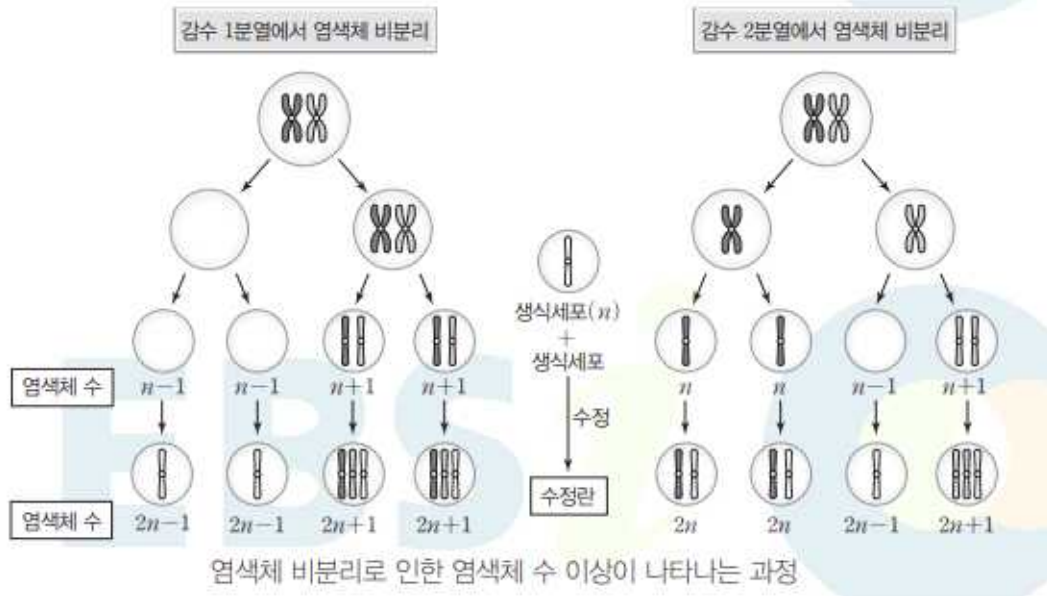 감수 1분열에서 염색체 비분리
감수 2분열에서 염색체 비분리
생식세포(n)
+
생식세포
수정
수정란
염색체 수
n-1
n-1
n+1
n+1
n
n
n-1
n+1
염색체 수
2n-1
2n-1
2n+1
2n+1
2n
2n
2n-1
2n+1
염색체 비분리로 인한 염색체 수 이상이 나타나는 과정
EBS